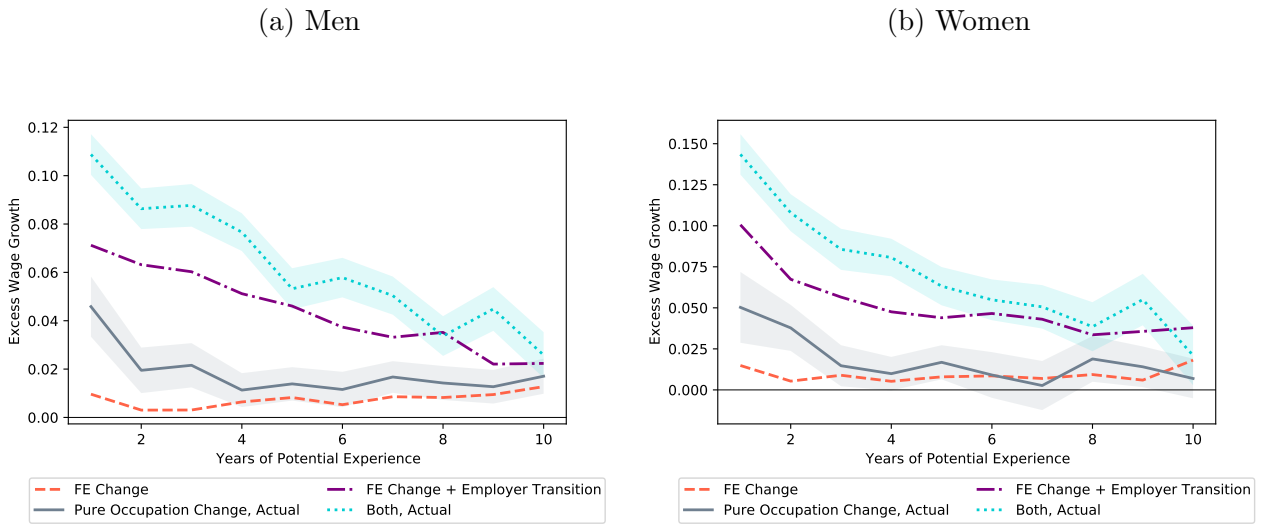 (a) Men
0.12
0.10
0.08
0.06
0.04
0.02
0.00
Excess Wage Growth
2 4 6 8 10
Years of Potential Experience
FE Change
Pure Occupation Change, Actual
FE Change + Employer Transition
Both, Actual
(b) Women
0.150
0.125
0.100
0.075
0.050
0.025
0.000
Excess Wage Growth
2 4 6 8 10
Years of Potential Experience
FE Change
Pure Occupation Change, Actual
FE Change + Employer Transition
Both, Actual